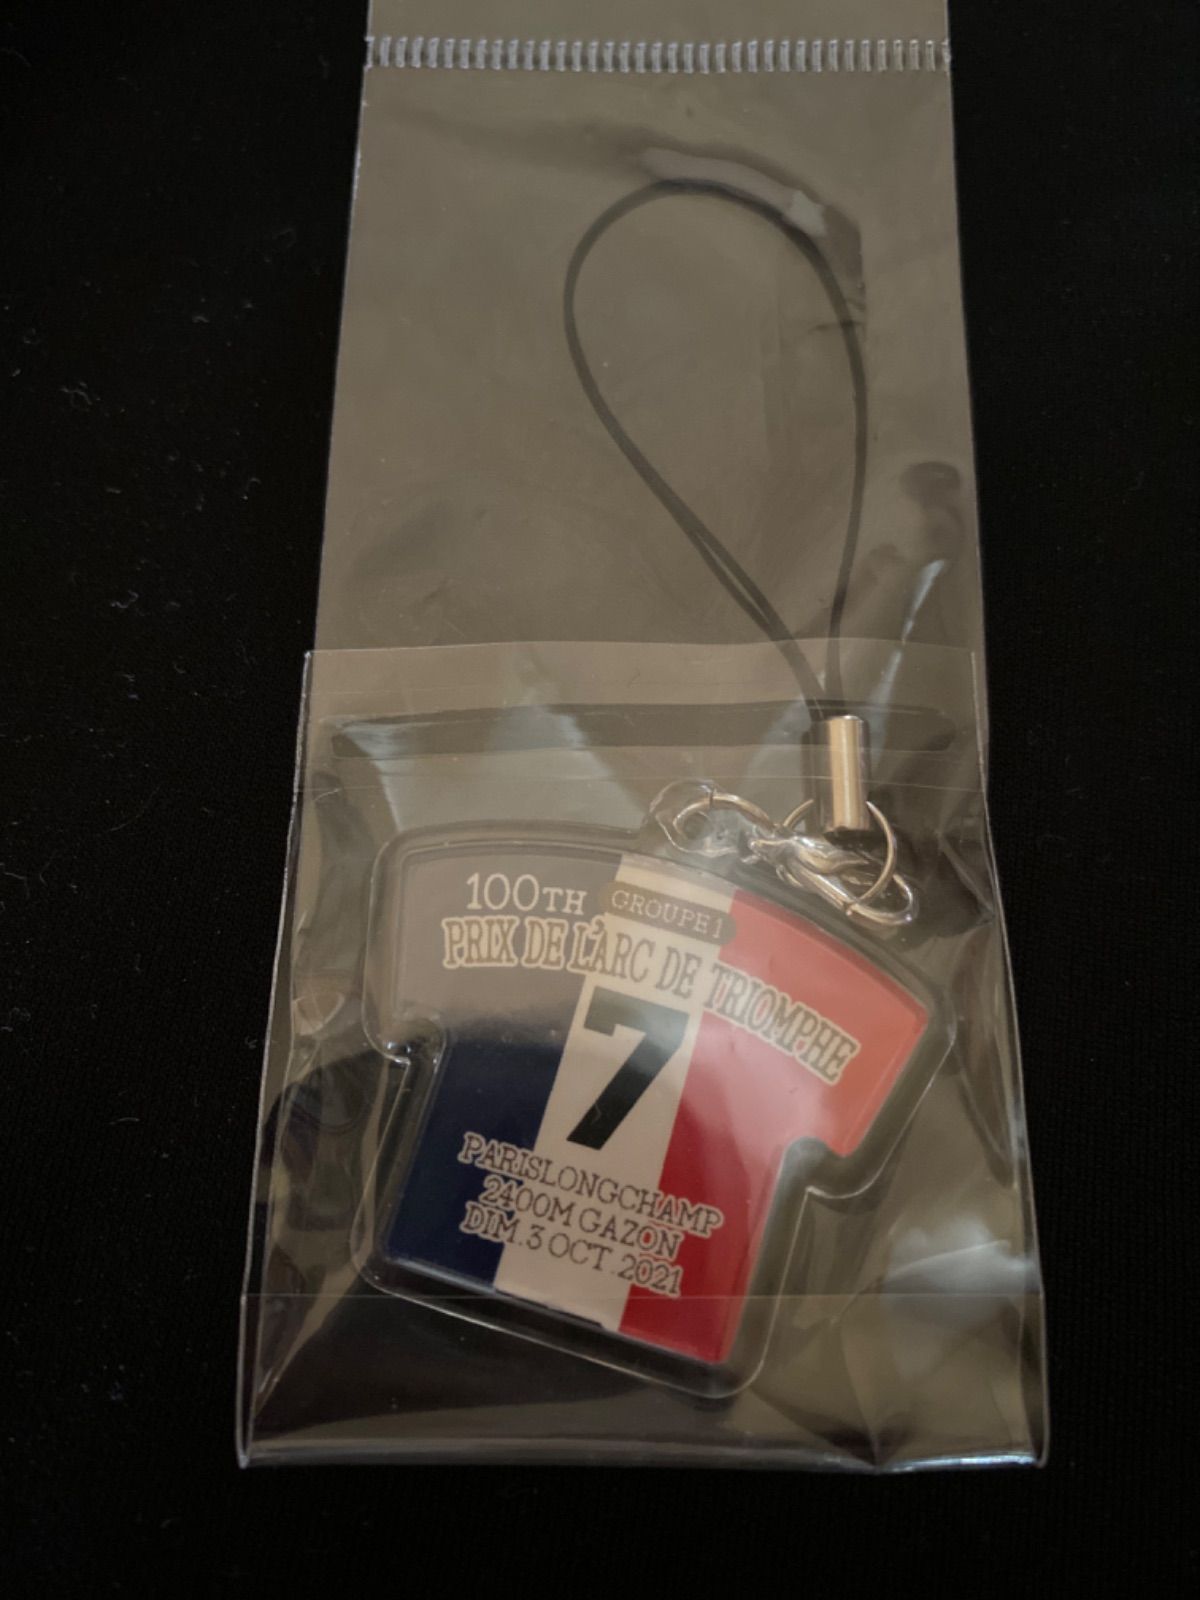 100TH GROUPE 1
PRIX DE L'ARC DE TRIOMPHE
7
PARISLONGCHAMP
2400M GAZON
DIM.3 OCT.2021